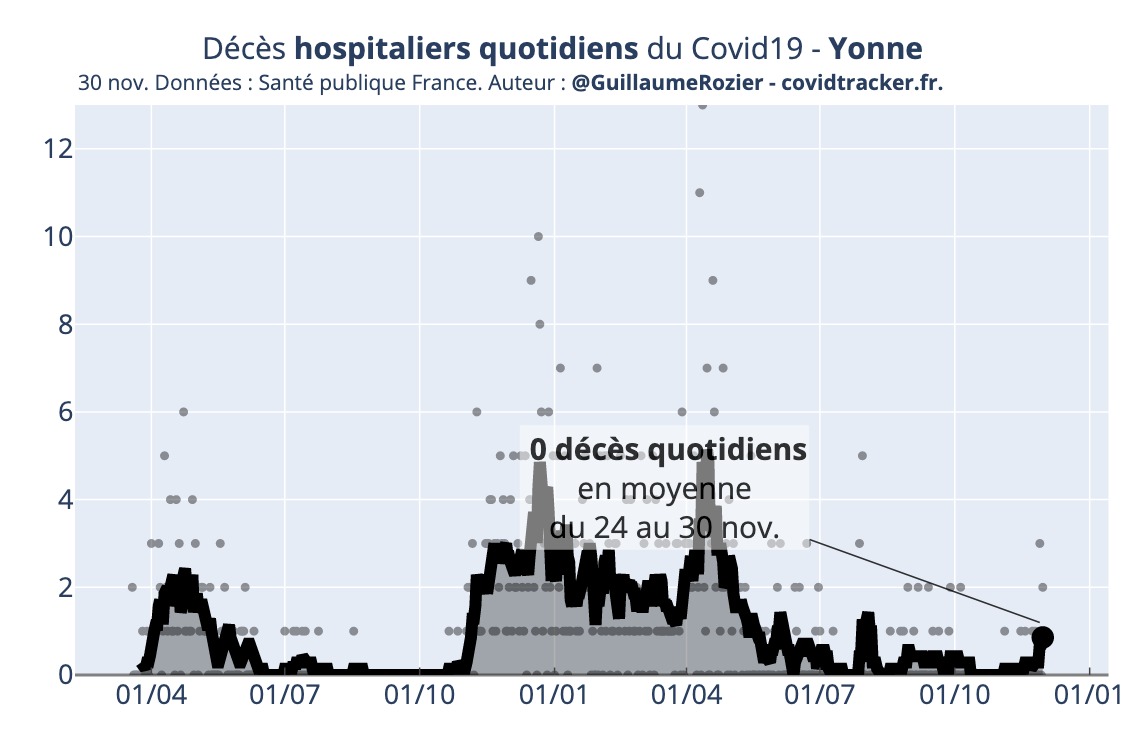 Décès hospitaliers quotidiens du Covid19 - Yonne
30 nov. Données : Santé publique France. Auteur : @GuillaumeRozier - covidtracker.fr.
12
10
8
6
4
2
0
0 décès quotidiens
en moyenne
du 24 au 30 nov.
01/04 01/07 01/10 01/01 01/04 01/07 01/10 01/01